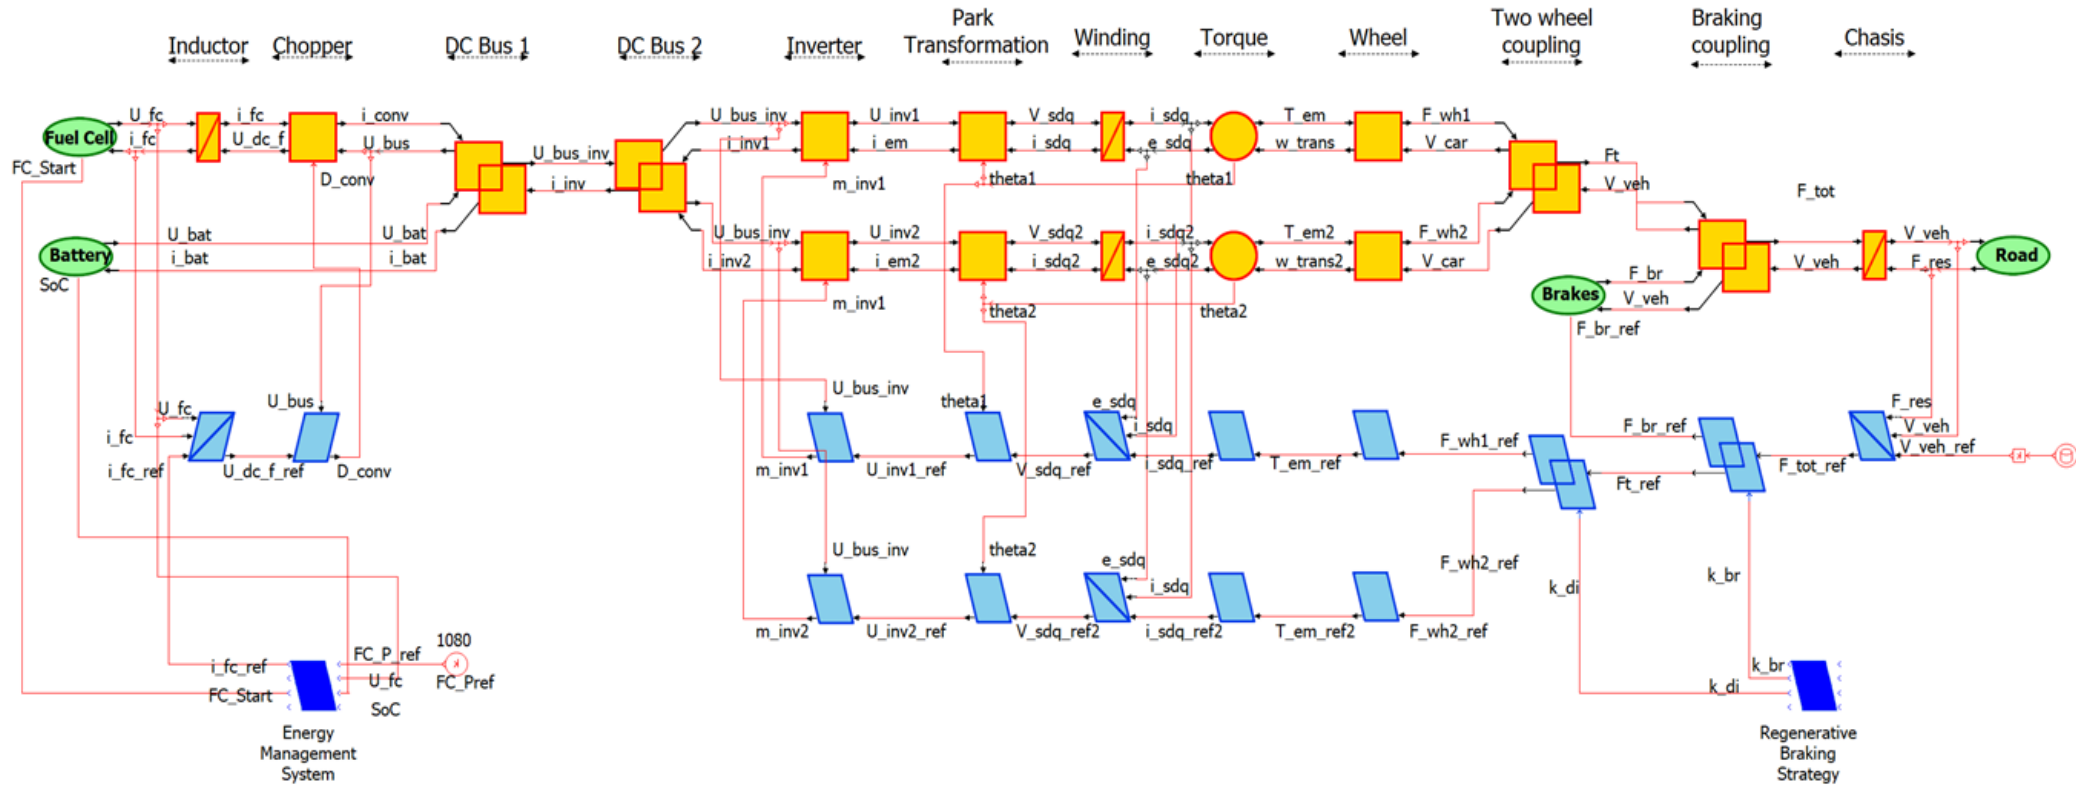 Inductor
Chopper
DC Bus 1
DC Bus 2
Inverter
Park
Transformation
Winding
Torque
Wheel
Two wheel
coupling
Braking
coupling
Chasis
Fuel Cell
FC_Start
U_fc
i_fc
i_fc
U_dc_f
i_conv
U_bus
D_conv
U_bus_inv
i_inv
U_bus_inv
i_inv1
U_inv1
i_em
m_inv1
V_sdq
i_sdq
theta1
i_sdq
e_sdq
theta1
T_em
w_trans
F_wh1
V_car
Ft
V_veh
F_tot
Battery
SoC
U_bat
i_bat
U_bat
i_bat
U_bus_inv
i_inv2
U_inv2
i_em2
m_inv1
V_sdq2
i_sdq2
theta2
i_sdq2
e_sdq2
theta2
T_em2
w_trans2
F_wh2
V_car
Brakes
F_br
V_veh
F_br_ref
V_veh
V_veh
F_res
Road
U_fc
i_fc
i_fc_ref
U_dc_f_ref
U_bus
D_conv
U_bus_inv
m_inv1
U_inv1_ref
theta1
V_sdq_ref
e_sdq
i_sdq
i_sdq_ref
T_em_ref
F_wh1_ref
F_br_ref
Ft_ref
F_tot_ref
F_res
V_veh
V_veh_ref
U_bus_inv
m_inv2
U_inv2_ref
theta2
V_sdq_ref2
e_sdq
i_sdq
i_sdq_ref2
T_em_ref2
F_wh2_ref
F_wh2_ref
k_di
k_br
i_fc_ref
FC_Start
FC_P_ref
U_fc
SoC
1080
FC_Pref
Energy
Management
System
k_br
k_di
Regenerative
Braking
Strategy